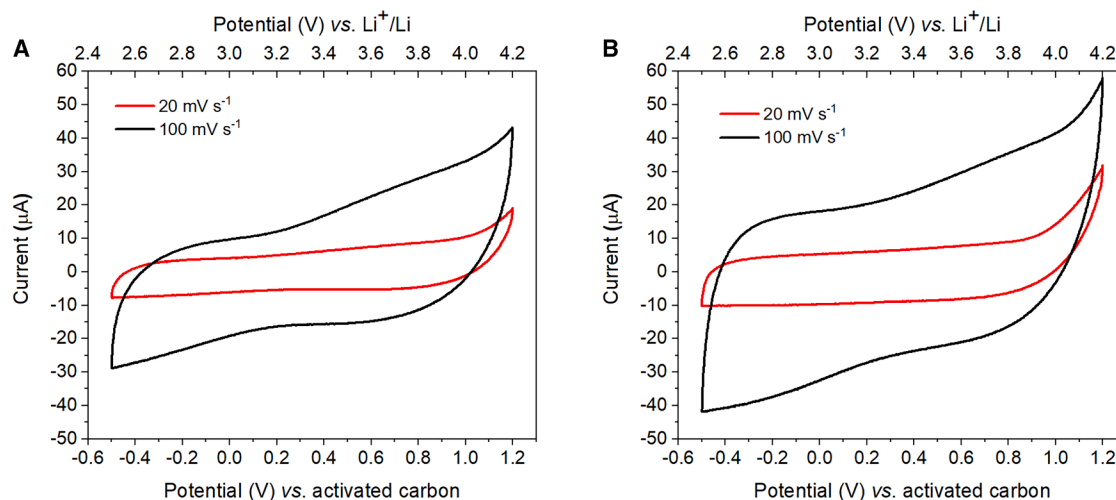 A
Potential (V) vs. Li⁺/Li
2.4 2.6 2.8 3.0 3.2 3.4 3.6 3.8 4.0 4.2
60
50
40
30
20
10
0
-10
-20
-30
-40
-50
Current (µA)
20 mV s⁻¹
100 mV s⁻¹
-0.6 -0.4 -0.2 0.0 0.2 0.4 0.6 0.8 1.0 1.2
Potential (V) vs. activated carbon
B
Potential (V) vs. Li⁺/Li
2.4 2.6 2.8 3.0 3.2 3.4 3.6 3.8 4.0 4.2
60
50
40
30
20
10
0
-10
-20
-30
-40
-50
Current (µA)
20 mV s⁻¹
100 mV s⁻¹
-0.6 -0.4 -0.2 0.0 0.2 0.4 0.6 0.8 1.0 1.2
Potential (V) vs. activated carbon